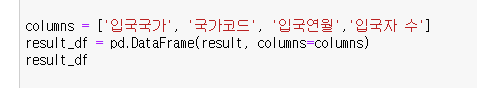 columns = ['입국국가', '국가코드', '입국연월','입국자 수']
result_df = pd.DataFrame(result, columns=columns)
result_df